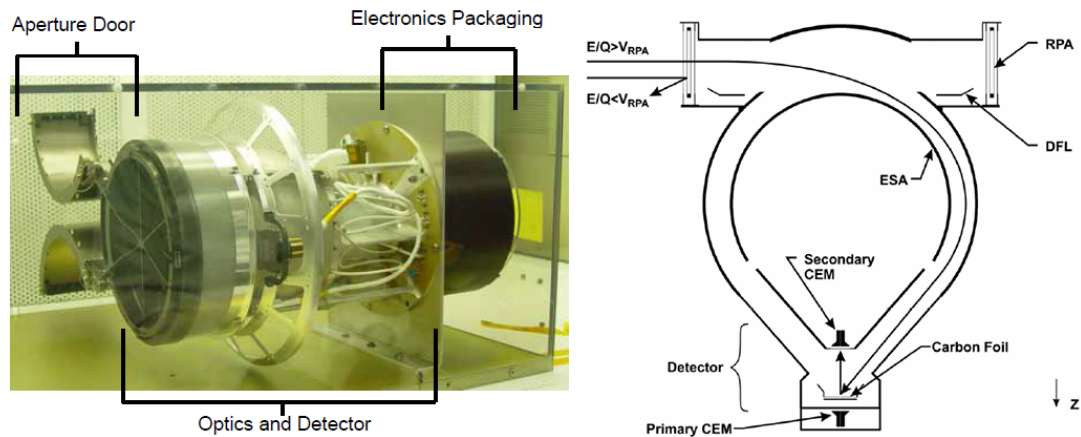 Aperture Door
Electronics Packaging
Optics and Detector
E/Q>V_RPA
E/Q<V_RPA
RPA
DFL
ESA
Secondary
CEM
Detector
Carbon Foil
Primary CEM
Z